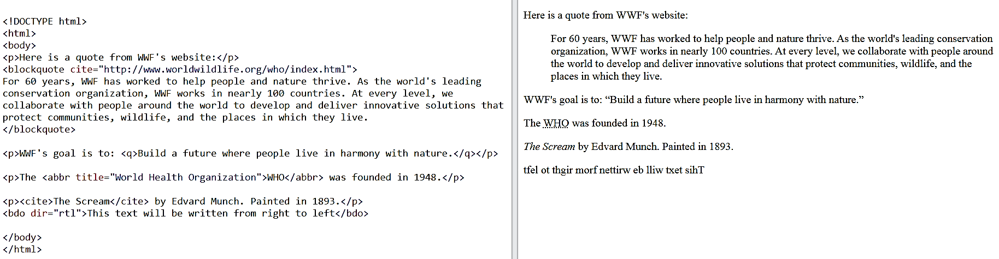 <!DOCTYPE html>
<html>
<body>
<p>Here is a quote from WWF's website:</p>
<blockquote cite="http://www.worldwildlife.org/who/index.html">
For 60 years, WWF has worked to help people and nature thrive. As the world's leading
conservation organization, WWF works in nearly 100 countries. At every level, we
collaborate with people around the world to develop and deliver innovative solutions that
protect communities, wildlife, and the places in which they live.
</blockquote>
<p>WWF's goal is to: <q>Build a future where people live in harmony with nature.</q></p>
<p>The <abbr title="World Health Organization">WHO</abbr> was founded in 1948.</p>
<p><cite>The Scream</cite> by Edvard Munch. Painted in 1893.</p>
<bdo dir="rtl">This text will be written from right to left</bdo>
</body>
</html>
Here is a quote from WWF's website:
For 60 years, WWF has worked to help people and nature thrive. As the world's leading conservation
organization, WWF works in nearly 100 countries. At every level, we collaborate with people around
the world to develop and deliver innovative solutions that protect communities, wildlife, and the
places in which they live.
WWF's goal is to: “Build a future where people live in harmony with nature.”
The WHO was founded in 1948.
The Scream by Edvard Munch. Painted in 1893.
tfel ot thgir morf nettirw eb lliw txet sihT